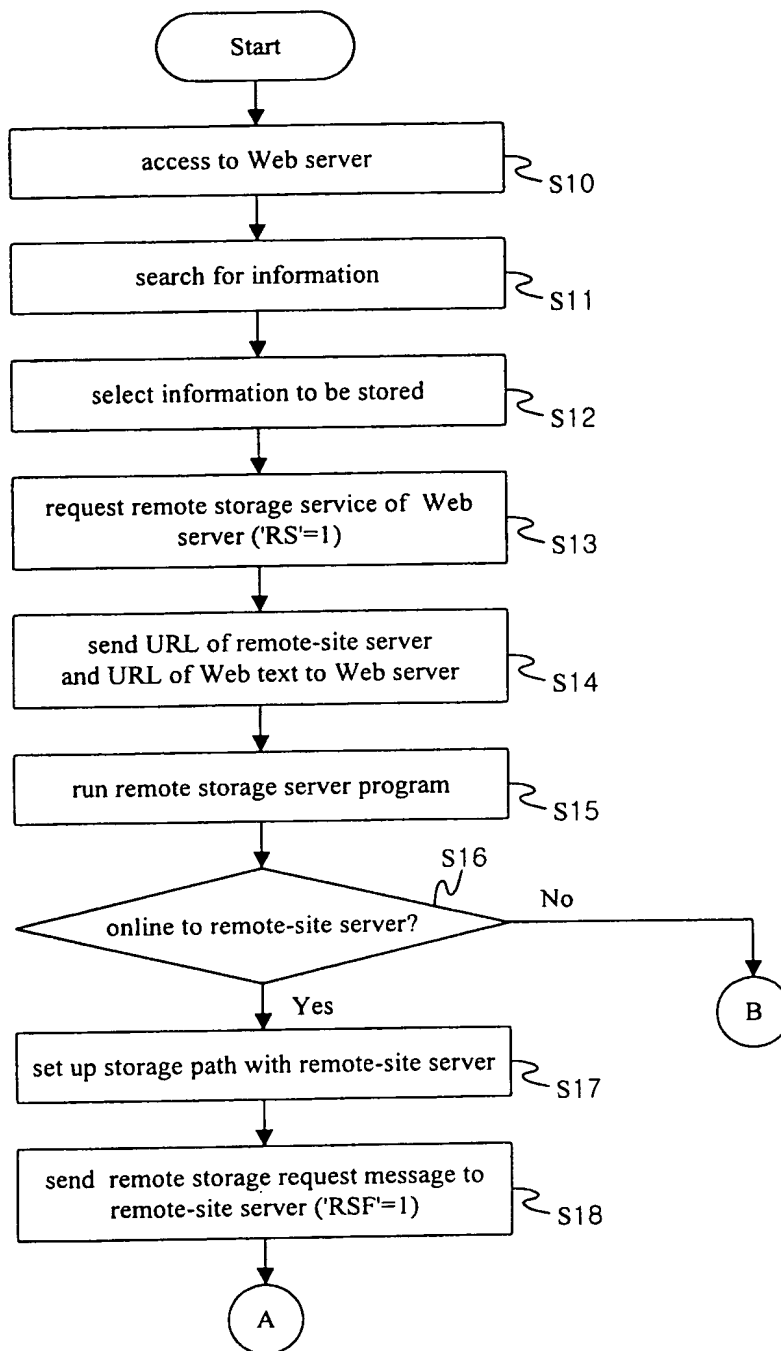 Start
access to Web server
S10
search for information
S11
select information to be stored
S12
request remote storage service of Web
server ('RS'=1)
S13
send URL of remote-site server
and URL of Web text to Web server
S14
run remote storage server program
S15
S16
online to remote-site server?
No
B
Yes
set up storage path with remote-site server
S17
send remote storage request message to
remote-site server ('RSF'=1)
S18
A